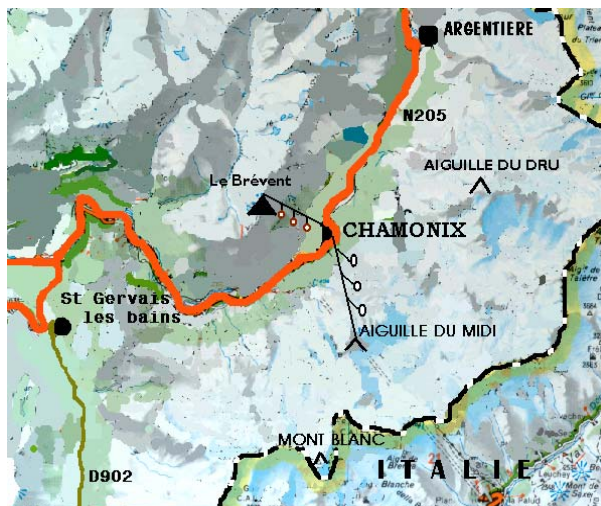 ARGENTIERE
N205
AIGUILLE DU DRU
Le Brévent
CHAMONIX
St Gervais
les bains
AIGUILLE DU MIDI
MONT BLANC
ITALIE
D902